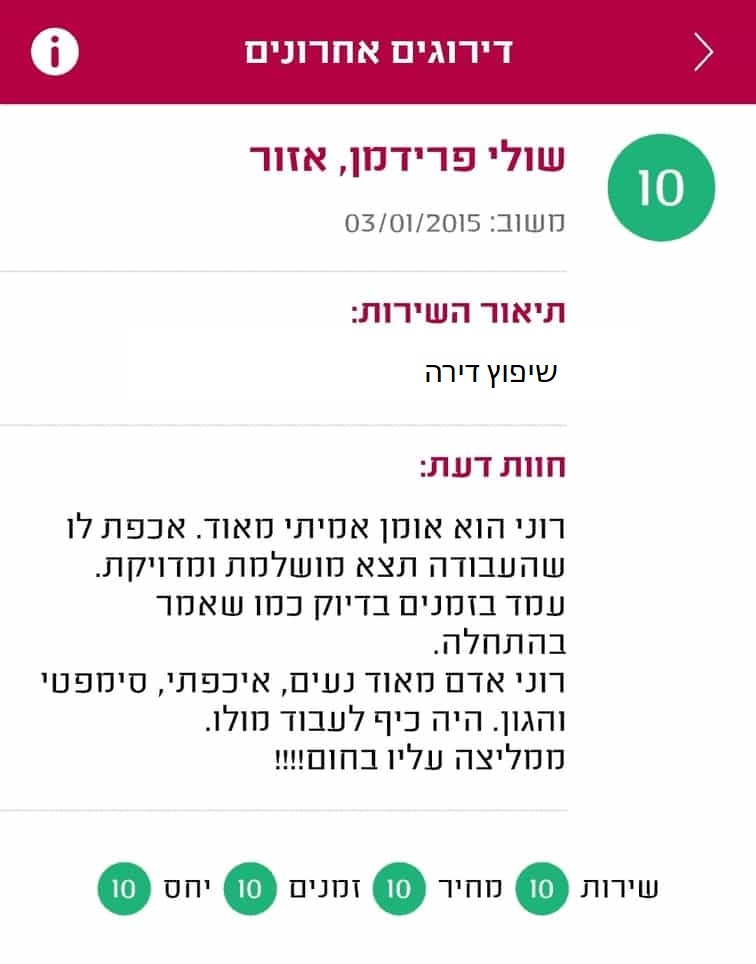 דירוגים אחרונים
10
שולי פרידמן, אזור
משוב: 03/01/2015
תיאור השירות:
שיפוץ דירה
חוות דעת:
רוני הוא אומן אמיתי מאוד. אכפת לו
שהעבודה תצא מושלמת ומדויקת.
עמד בזמנים בדיוק כמו שאמר
בהתחלה.
רוני אדם מאוד נעים, איכפתי, סימפטי
והגון. היה כיף לעבוד מולו.
ממליצה עליו בחום!!!!
שירות 10 מחיר 10 זמנים 10 יחס 10